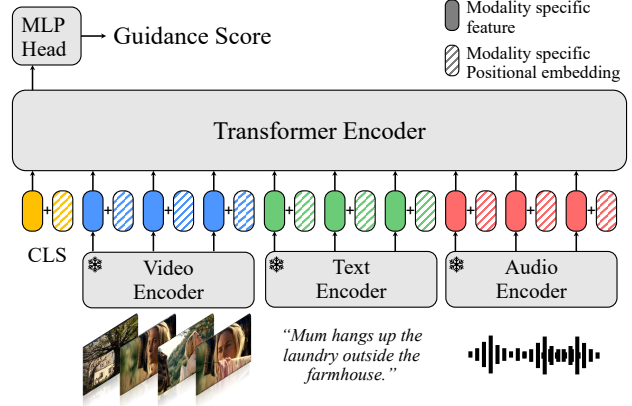 MLP
Head
Guidance Score
Modality specific
feature
Modality specific
Positional embedding
Transformer Encoder
+ + + + + + + + + +
CLS
Video
Encoder
Text
Encoder
Audio
Encoder
“Mum hangs up the
laundry outside the
farmhouse.”